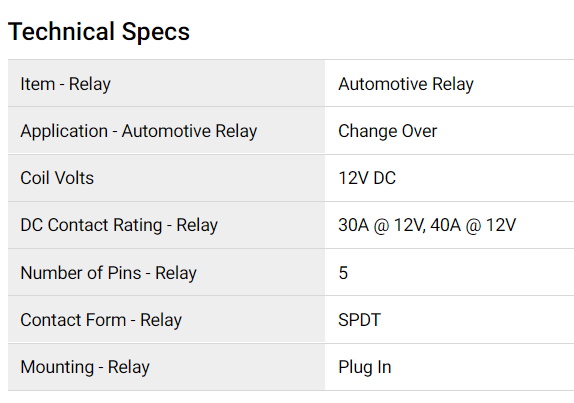 Technical Specs
Item - Relay Automotive Relay
Application - Automotive Relay Change Over
Coil Volts 12V DC
DC Contact Rating - Relay 30A @ 12V, 40A @ 12V
Number of Pins - Relay 5
Contact Form - Relay SPDT
Mounting - Relay Plug In